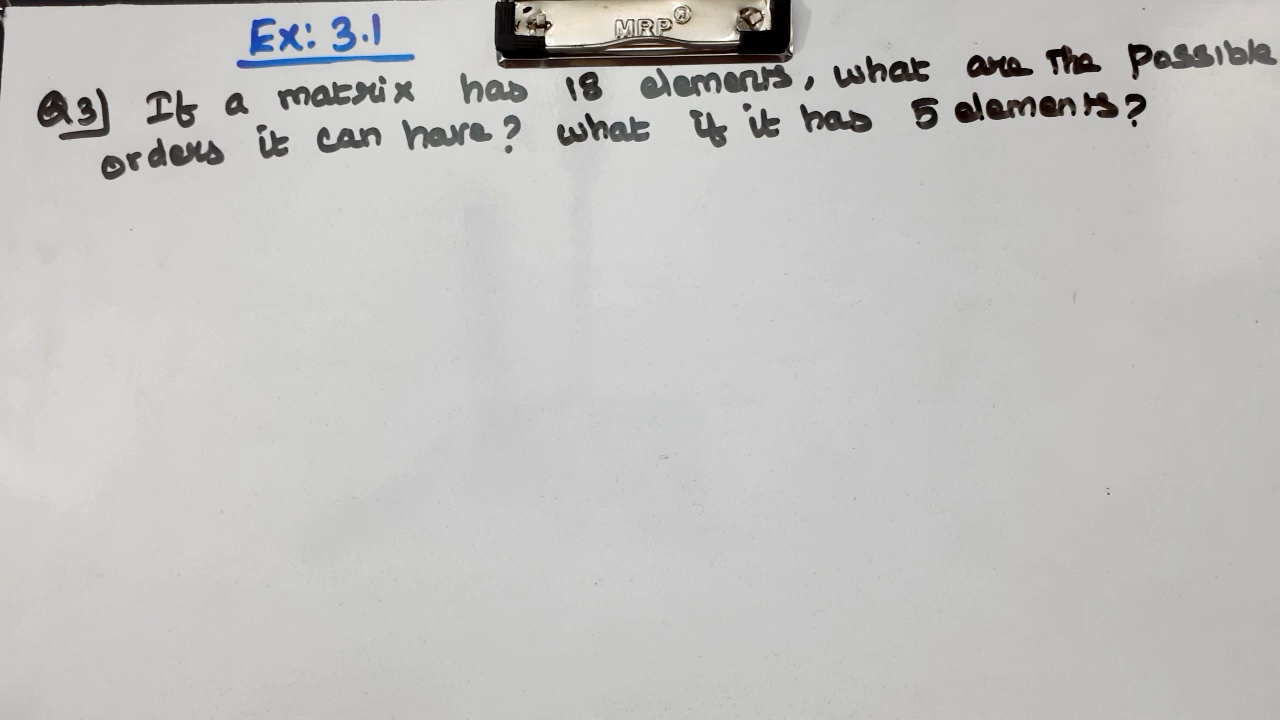 Ex: 3.1
MRP®
Q3] If a matrix has 18 elements, what are the possible
orders it can have? what if it has 5 elements?